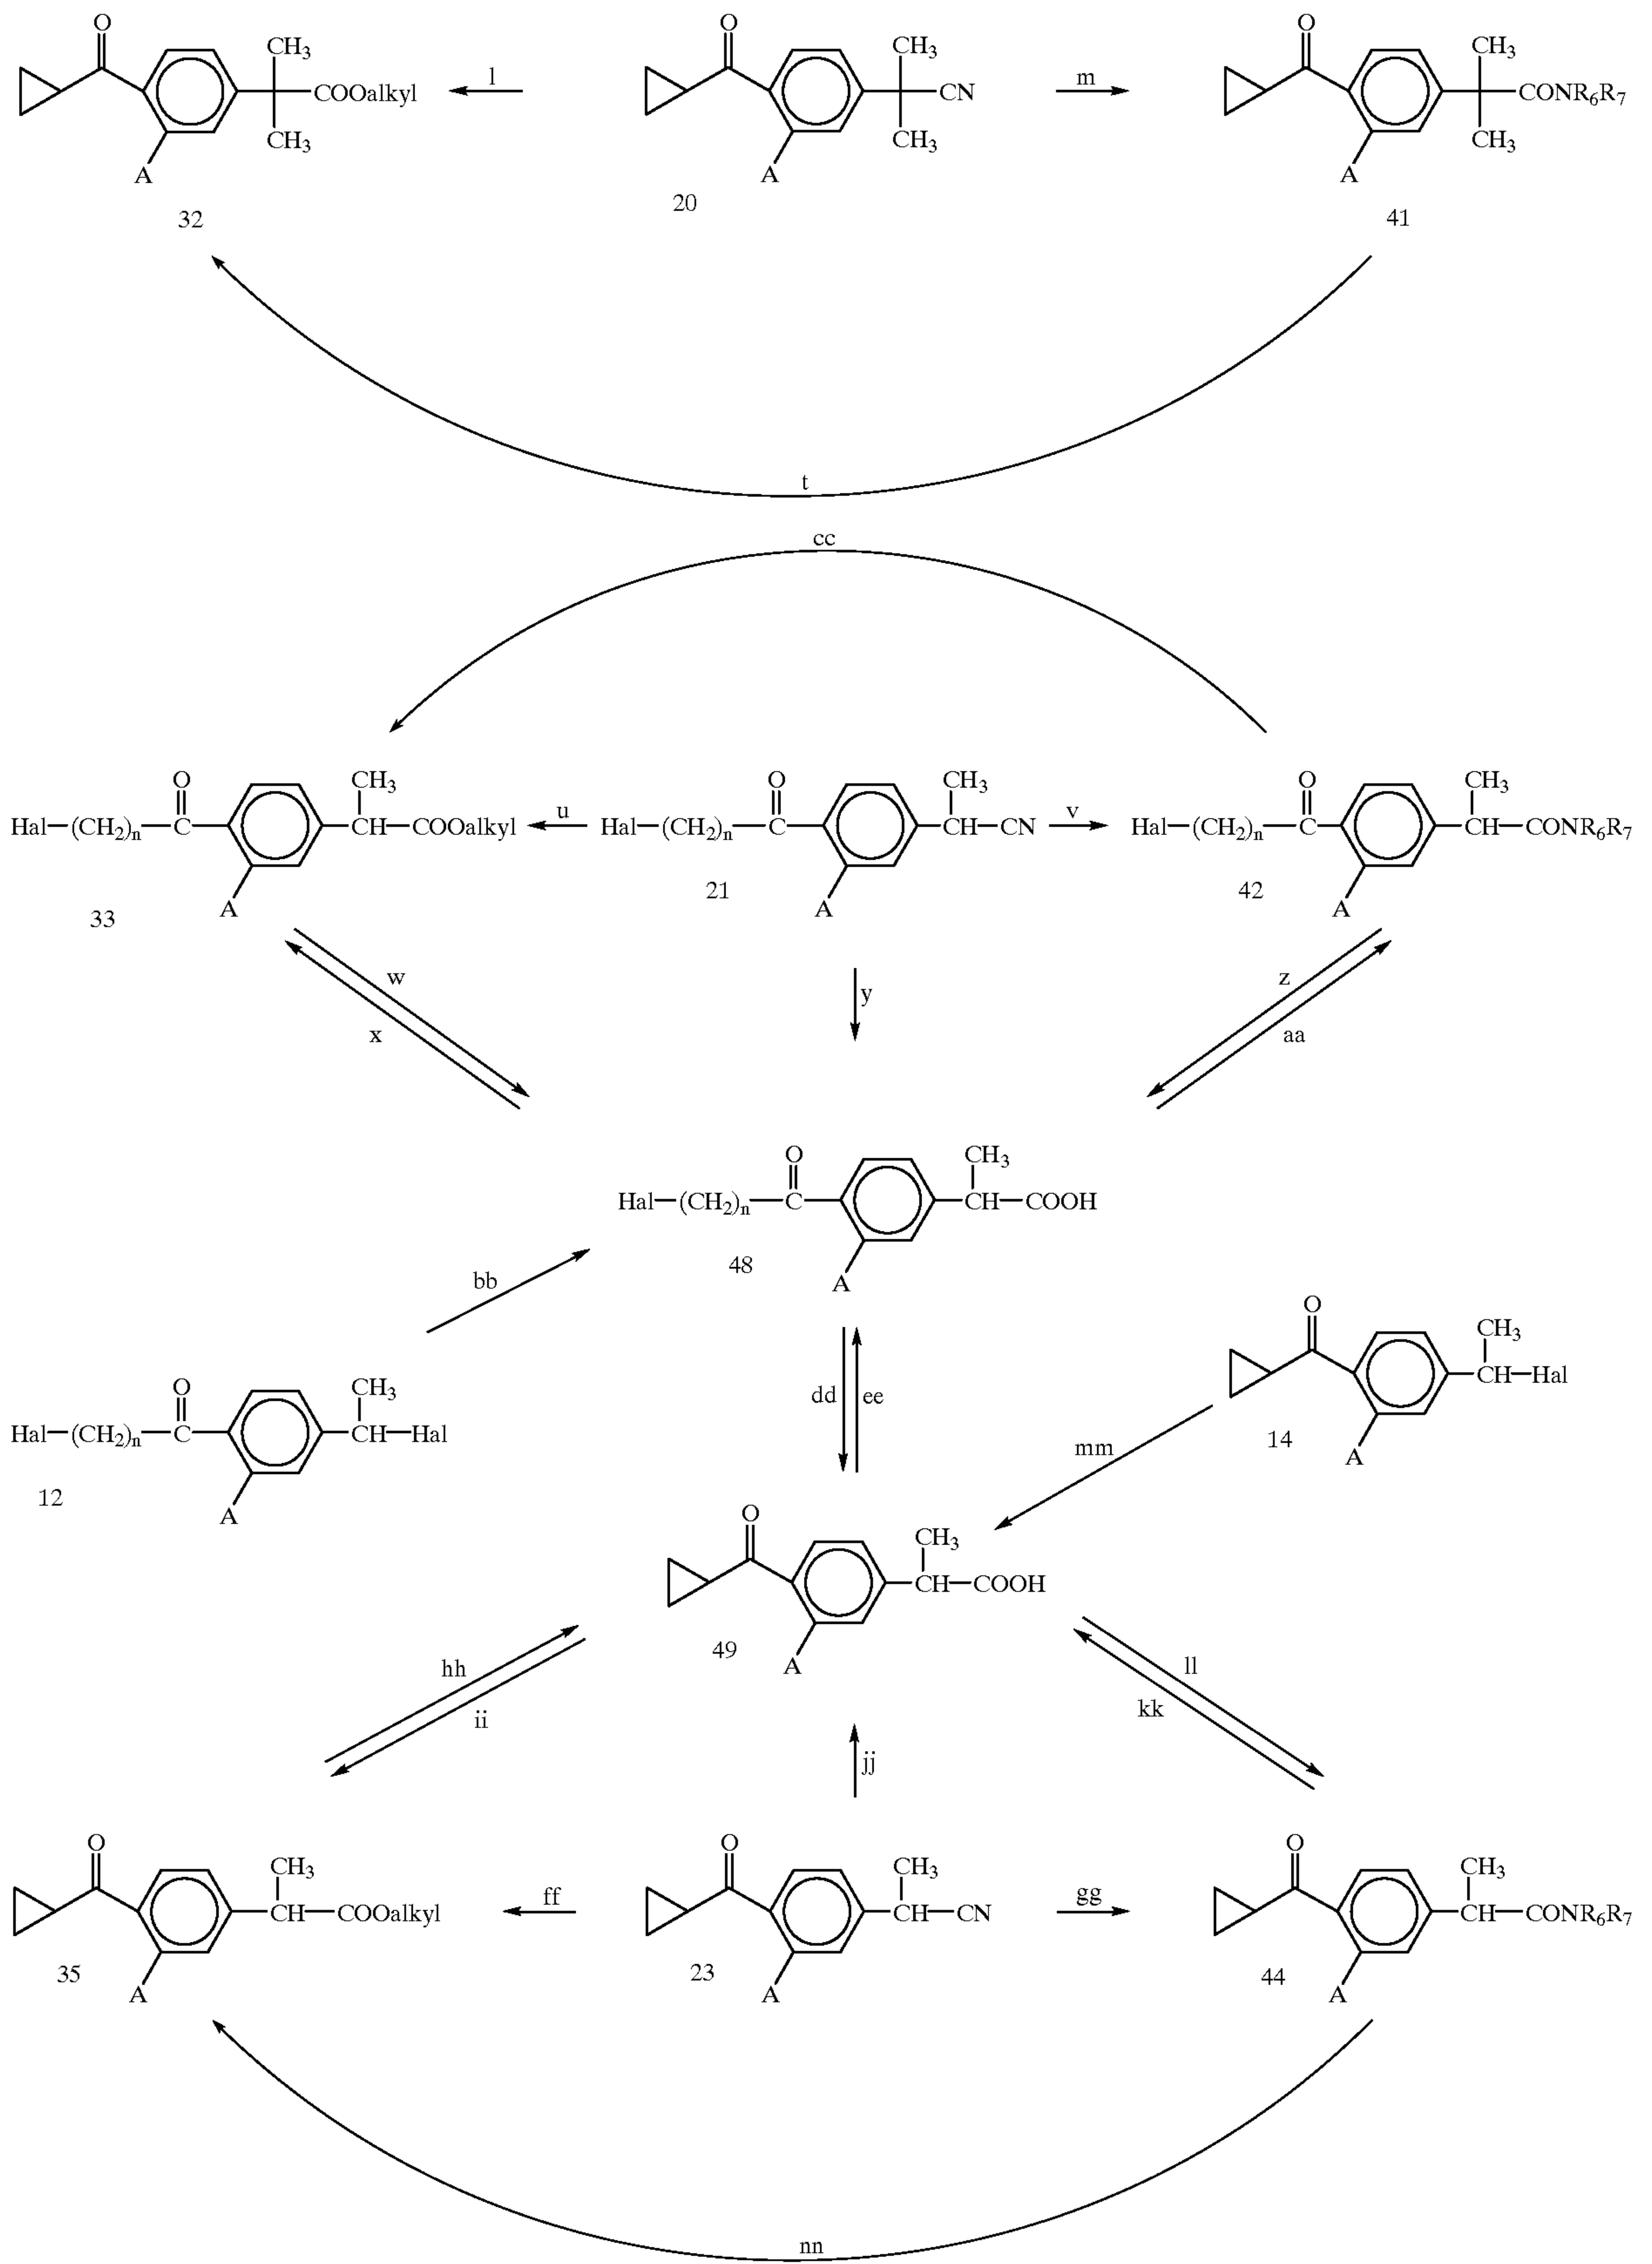 O O O
CH3 CH3 CH3
COOalkyl l CN m CONR6R7
CH3 CH3 CH3
A A A
32 20 41
t
cc
O CH3 O CH3 O CH3
Hal—(CH2)n—C CH—COOalkyl u Hal—(CH2)n—C CH—CN v Hal—(CH2)n—C CH—CONR6R7
33 A 21 A 42 A
w y z
x aa
O CH3
Hal—(CH2)n—C CH—COOH
48 A
bb
O CH3
dd ee CH—Hal
14 A
O CH3
Hal—(CH2)n—C CH—Hal mm
12 A
O CH3
CH—COOH
49 A
hh ll
ii jj kk
O CH3 O CH3 O CH3
CH—COOalkyl ff CH—CN gg CH—CONR6R7
35 A 23 A 44 A
nn